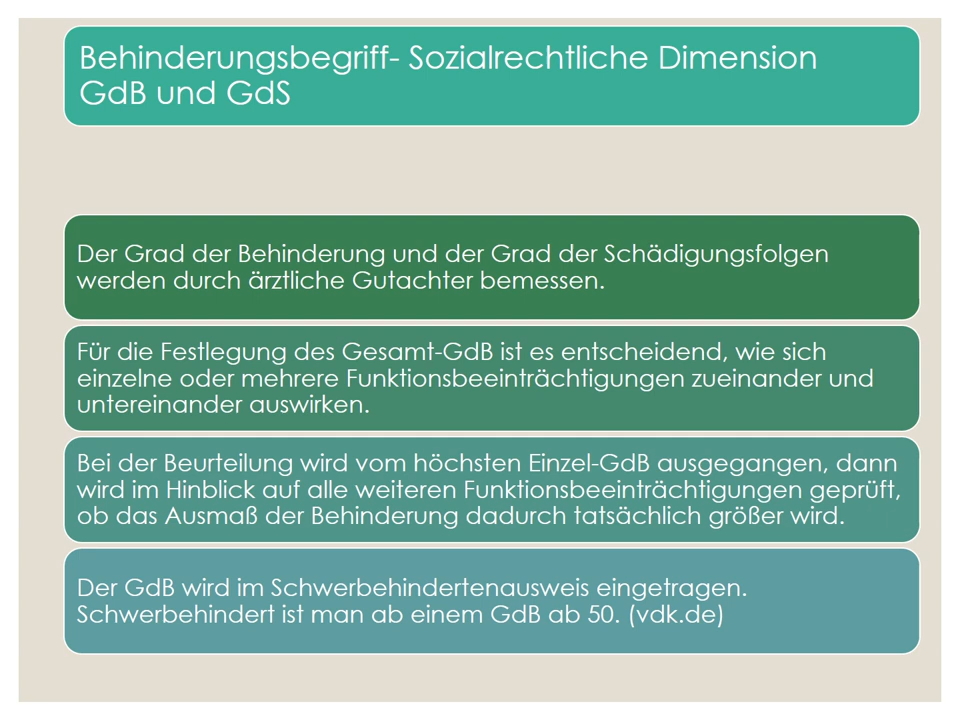 Behinderungsbegriff- Sozialrechtliche Dimension
GdB und GdS
Der Grad der Behinderung und der Grad der Schädigungsfolgen
werden durch ärztliche Gutachter bemessen.
Für die Festlegung des Gesamt-GdB ist es entscheidend, wie sich
einzelne oder mehrere Funktionsbeeinträchtigungen zueinander und
untereinander auswirken.
Bei der Beurteilung wird vom höchsten Einzel-GdB ausgegangen, dann
wird im Hinblick auf alle weiteren Funktionsbeeinträchtigungen geprüft,
ob das Ausmaß der Behinderung dadurch tatsächlich größer wird.
Der GdB wird im Schwerbehindertenausweis eingetragen.
Schwerbehindert ist man ab einem GdB ab 50. (vdk.de)